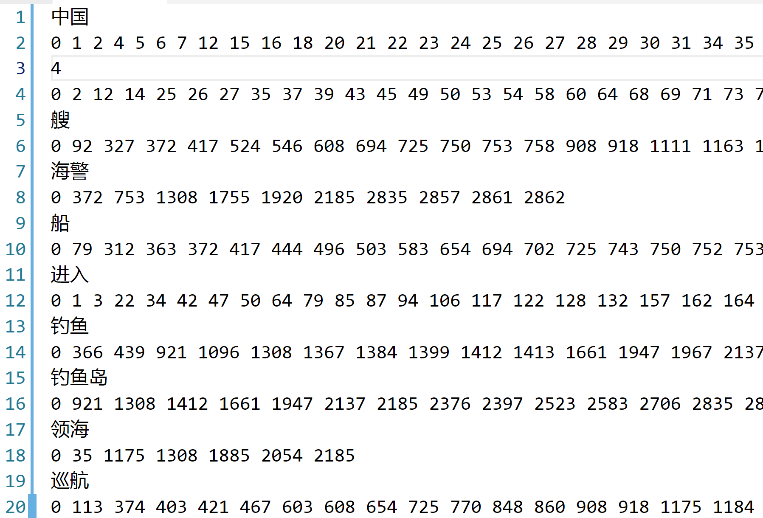 1 中国
2 0 1 2 4 5 6 7 12 15 16 18 20 21 22 23 24 25 26 27 28 29 30 31 34 35
3 4
4 0 2 12 14 25 26 27 35 37 39 43 45 49 50 53 54 58 60 64 68 69 71 73 7
5 艘
6 0 92 327 372 417 524 546 608 694 725 750 753 758 908 918 1111 1163 1
7 海警
8 0 372 753 1308 1755 1920 2185 2835 2857 2861 2862
9 船
10 0 79 312 363 372 417 444 496 503 583 654 694 702 725 743 750 752 753
11 进入
12 0 1 3 22 34 42 47 50 64 79 85 87 94 106 117 122 128 132 157 162 164
13 钓鱼
14 0 366 439 921 1096 1308 1367 1384 1399 1412 1413 1661 1947 1967 2137
15 钓鱼岛
16 0 921 1308 1412 1661 1947 2137 2185 2376 2397 2523 2583 2706 2835 28
17 领海
18 0 35 1175 1308 1885 2054 2185
19 巡航
20 0 113 374 403 421 467 603 608 654 725 770 848 860 908 918 1175 1184